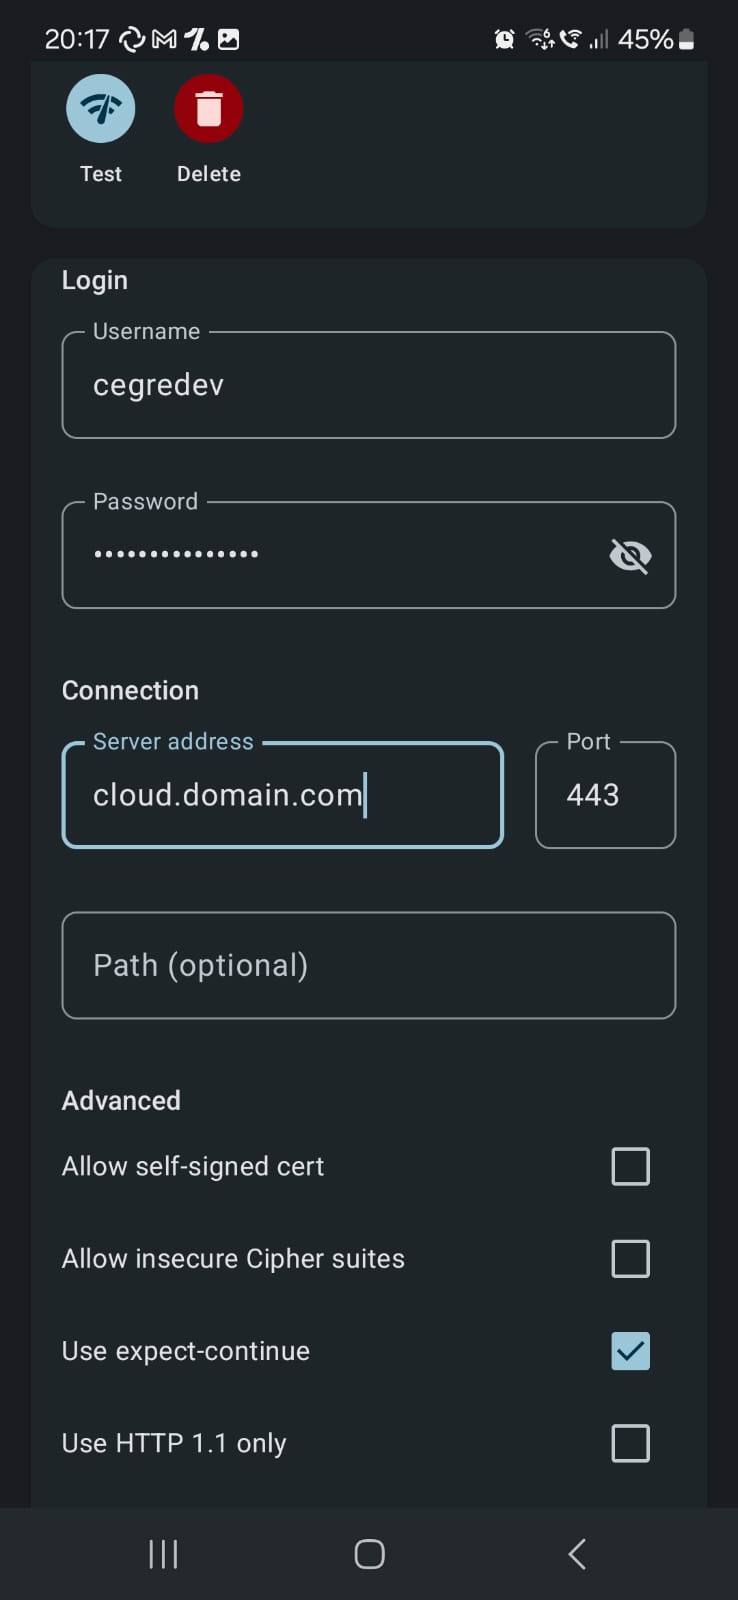 20:17 45%
Test Delete
Login
Username
cegredev
Password
•••••••••••••••
Connection
Server address Port
cloud.domain.com 443
Path (optional)
Advanced
Allow self-signed cert
Allow insecure Cipher suites
Use expect-continue
Use HTTP 1.1 only